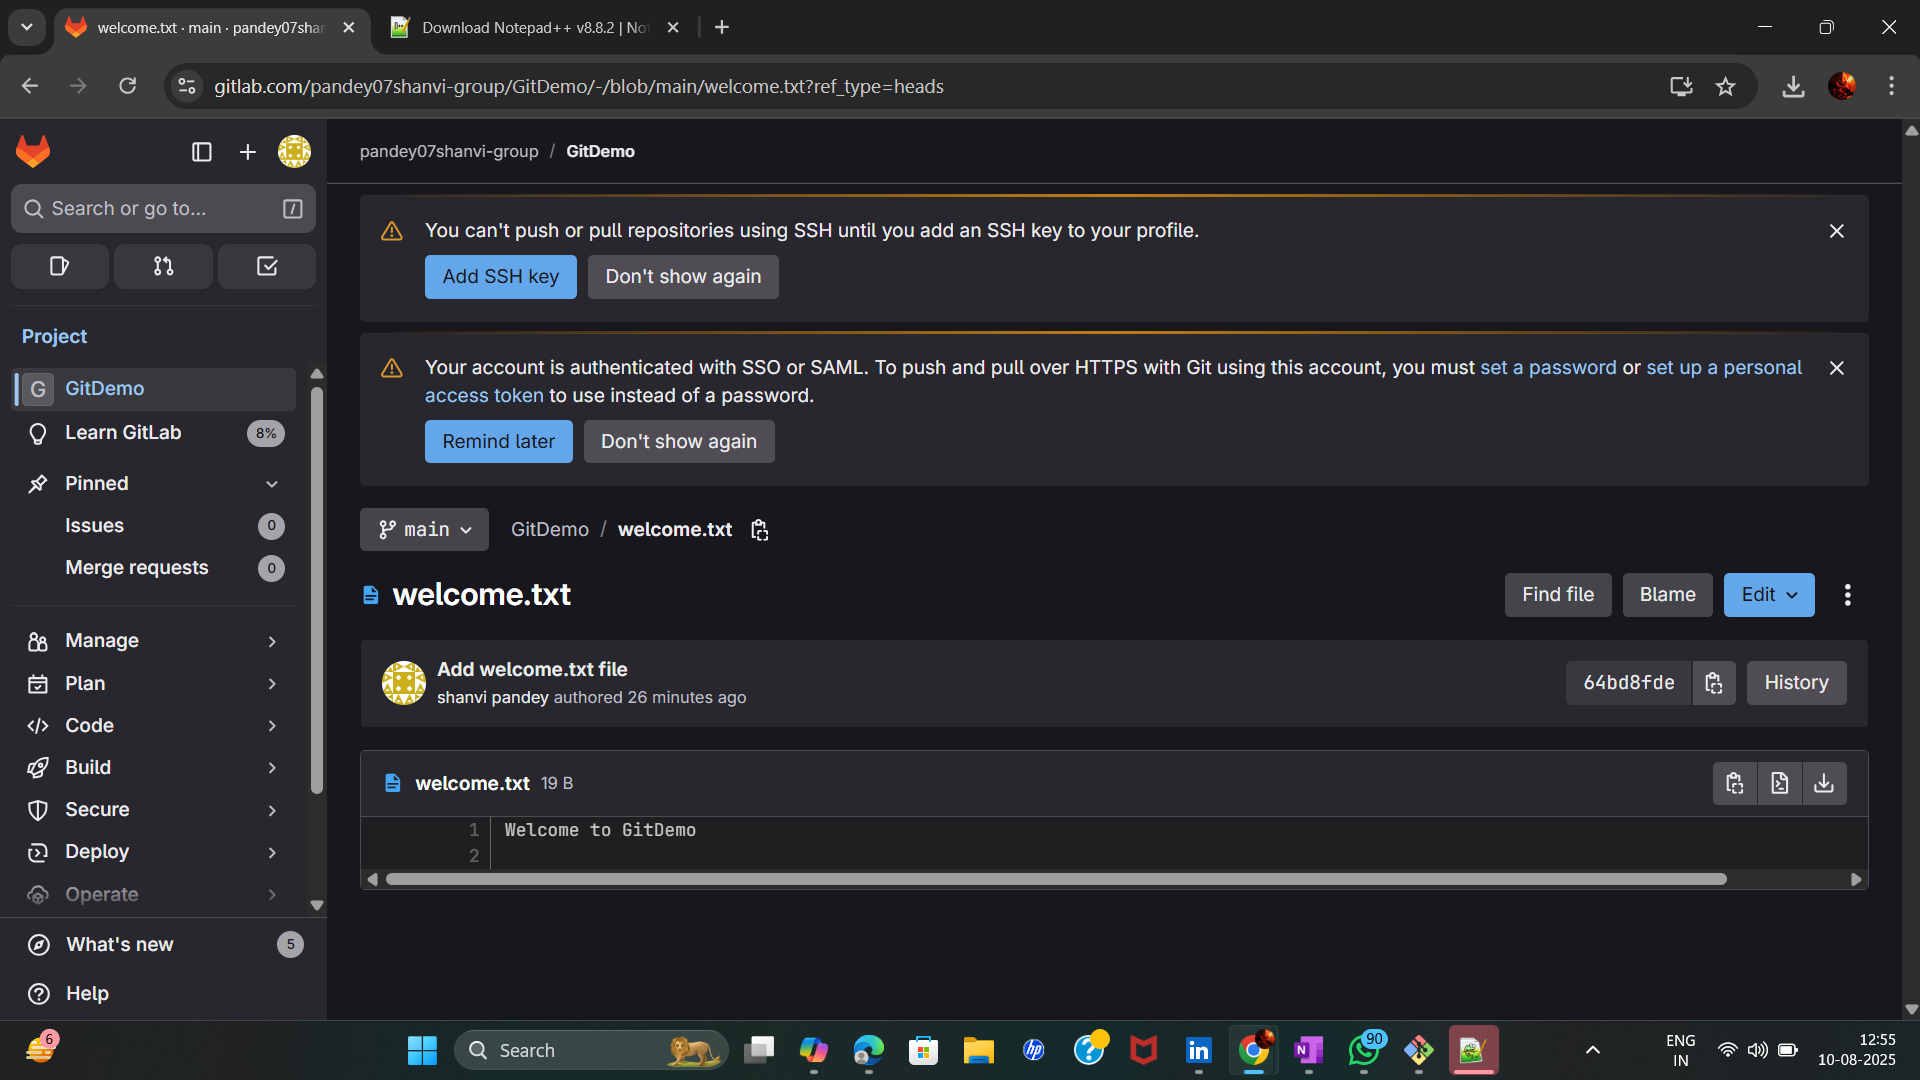 welcome.txt · main · pandey07shar
Download Notepad++ v8.8.2 | No
gitlab.com/pandey07shanvi-group/GitDemo/-/blob/main/welcome.txt?ref_type=heads
pandey07shanvi-group / GitDemo
Search or go to... /
You can't push or pull repositories using SSH until you add an SSH key to your profile.
Add SSH key Don't show again
Project
G GitDemo
Learn GitLab 8%
Pinned
Issues 0
Merge requests 0
Manage
Plan
Code
Build
Secure
Deploy
Operate
What's new 5
Help
Your account is authenticated with SSO or SAML. To push and pull over HTTPS with Git using this account, you must set a password or set up a personal
access token to use instead of a password.
Remind later Don't show again
main GitDemo / welcome.txt
welcome.txt
Find file Blame Edit
Add welcome.txt file
shanvi pandey authored 26 minutes ago
64bd8fde History
welcome.txt 19 B
1 Welcome to GitDemo
2
6
Search
hp
in
N
90
ENG
IN
12:55
10-08-2025